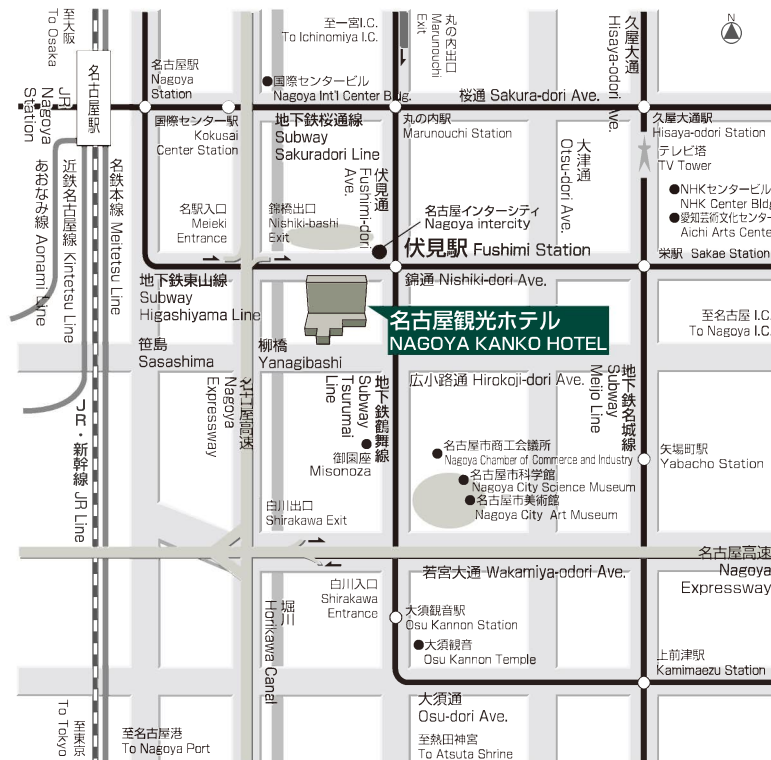 至大阪
To Osaka
名古屋駅
JR
Nagoya
Station
名古屋駅
Nagoya
Station
至一宮I.C.
To Ichinomiya I.C.
丸の内出口
Marunouchi
Exit
久屋大通
Hisaya-odori Ave.
N
国際センタービル
Nagoya Int'l Center Bldg.
桜通 Sakura-dori Ave.
国際センター駅
Kokusai
Center Station
地下鉄桜通線
Subway
Sakuradori Line
丸の内駅
Marunouchi Station
久屋大通駅
Hisaya-odori Station
テレビ塔
TV Tower
大津通
Otsu-dori Ave.
伏見通
Fushimi-dori
Ave.
NHKセンタービル
NHK Center Bldg
愛知芸術文化センター
Aichi Arts Cente
あおなみ線 Aonami Line
近鉄名古屋線 Kintetsu Line
名鉄本線 Meitetsu Line
名駅入口
Meieki
Entrance
錦橋出口
Nishiki-bashi
Exit
名古屋インターシティ
Nagoya intercity
伏見駅 Fushimi Station
栄駅 Sakae Station
地下鉄東山線
Subway
Higashiyama Line
錦通 Nishiki-dori Ave.
名古屋観光ホテル
NAGOYA KANKO HOTEL
至名古屋 I.C.
To Nagoya I.C.
笹島
Sasashima
柳橋
Yanagibashi
名古屋高速
Nagoya
Expressway
地下鉄鶴舞線
Subway
Tsurumai
Line
広小路通 Hirokoji-dori Ave.
地下鉄名城線
Subway
Meijo Line
JR・新幹線 JR Line
御園座
Misonoza
名古屋市商工会議所
Nagoya Chamber of Commerce and Industry
名古屋市科学館
Nagoya City Science Museum
名古屋市美術館
Nagoya City Art Museum
矢場町駅
Yabacho Station
白川出口
Shirakawa Exit
名古屋高速
Nagoya
Expressway
若宮大通 Wakamiya-odori Ave.
白川入口
Shirakawa
Entrance
堀川
Horikawa Canal
大須観音駅
Osu Kannon Station
大須観音
Osu Kannon Temple
上前津駅
Kamimaezu Station
大須通
Osu-dori Ave.
至東京
To Tokyo
至名古屋港
To Nagoya Port
至熱田神宮
To Atsuta Shrine